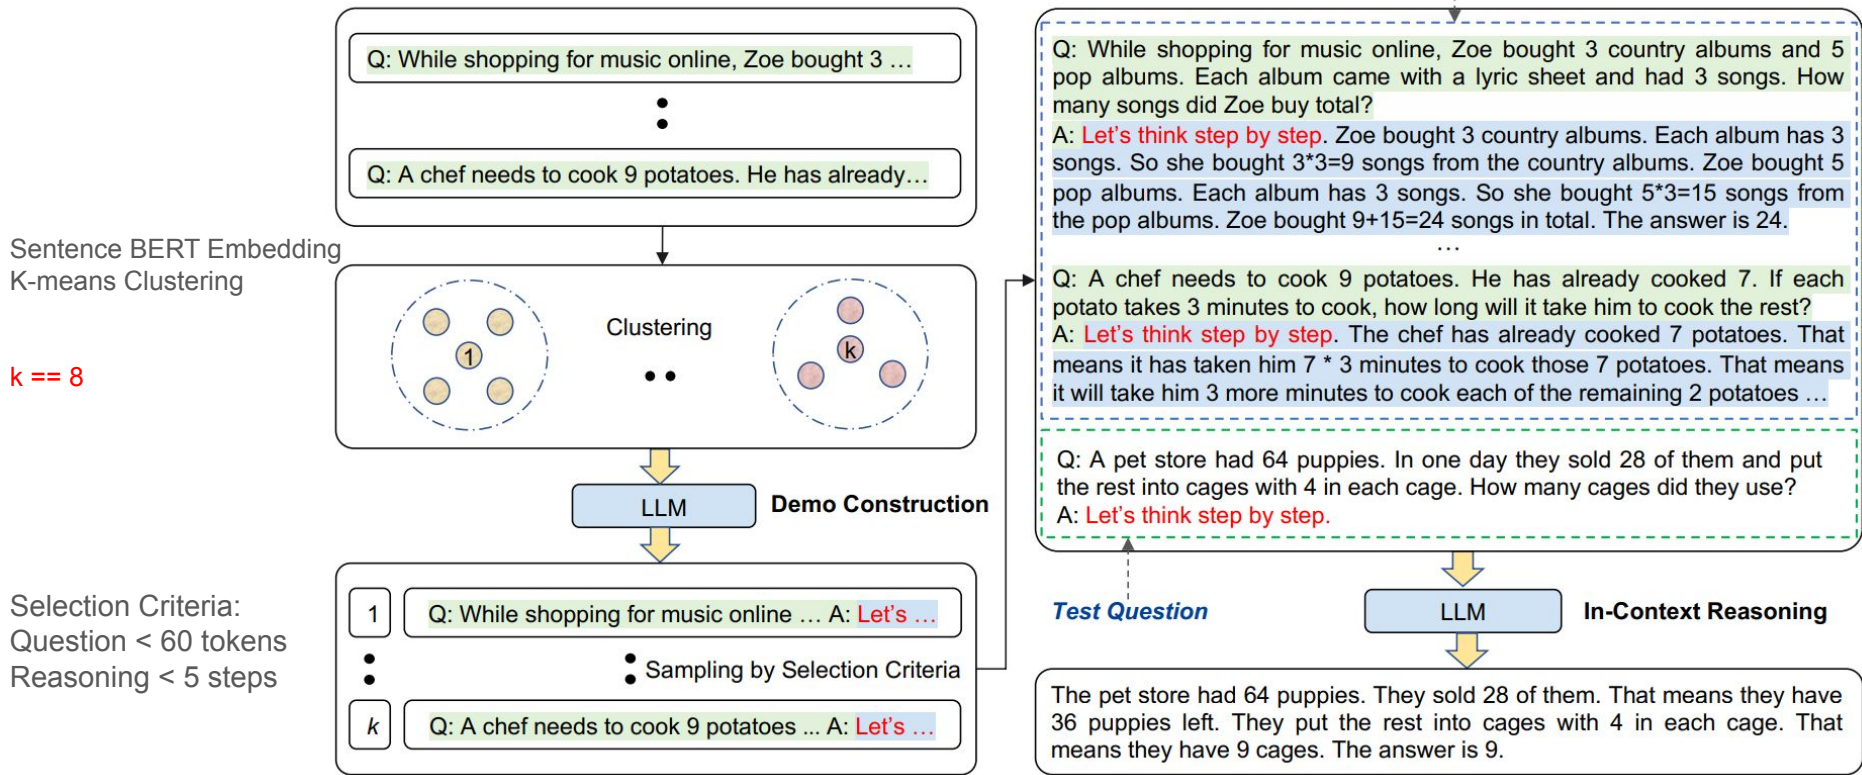 Q: While shopping for music online, Zoe bought 3 …
Q: A chef needs to cook 9 potatoes. He has already…
Sentence BERT Embedding
K-means Clustering
k == 8
1
Clustering
k
LLM
Demo Construction
Selection Criteria:
Question < 60 tokens
Reasoning < 5 steps
1
Q: While shopping for music online … A: Let's …
Sampling by Selection Criteria
k
Q: A chef needs to cook 9 potatoes ... A: Let's …
Q: While shopping for music online, Zoe bought 3 country albums and 5
pop albums. Each album came with a lyric sheet and had 3 songs. How
many songs did Zoe buy total?
A: Let's think step by step. Zoe bought 3 country albums. Each album has 3
songs. So she bought 3*3=9 songs from the country albums. Zoe bought 5
pop albums. Each album has 3 songs. So she bought 5*3=15 songs from
the pop albums. Zoe bought 9+15=24 songs in total. The answer is 24.
…
Q: A chef needs to cook 9 potatoes. He has already cooked 7. If each
potato takes 3 minutes to cook, how long will it take him to cook the rest?
A: Let's think step by step. The chef has already cooked 7 potatoes. That
means it has taken him 7 * 3 minutes to cook those 7 potatoes. That means
it will take him 3 more minutes to cook each of the remaining 2 potatoes …
Q: A pet store had 64 puppies. In one day they sold 28 of them and put
the rest into cages with 4 in each cage. How many cages did they use?
A: Let's think step by step.
Test Question
LLM
In-Context Reasoning
The pet store had 64 puppies. They sold 28 of them. That means they have
36 puppies left. They put the rest into cages with 4 in each cage. That
means they have 9 cages. The answer is 9.